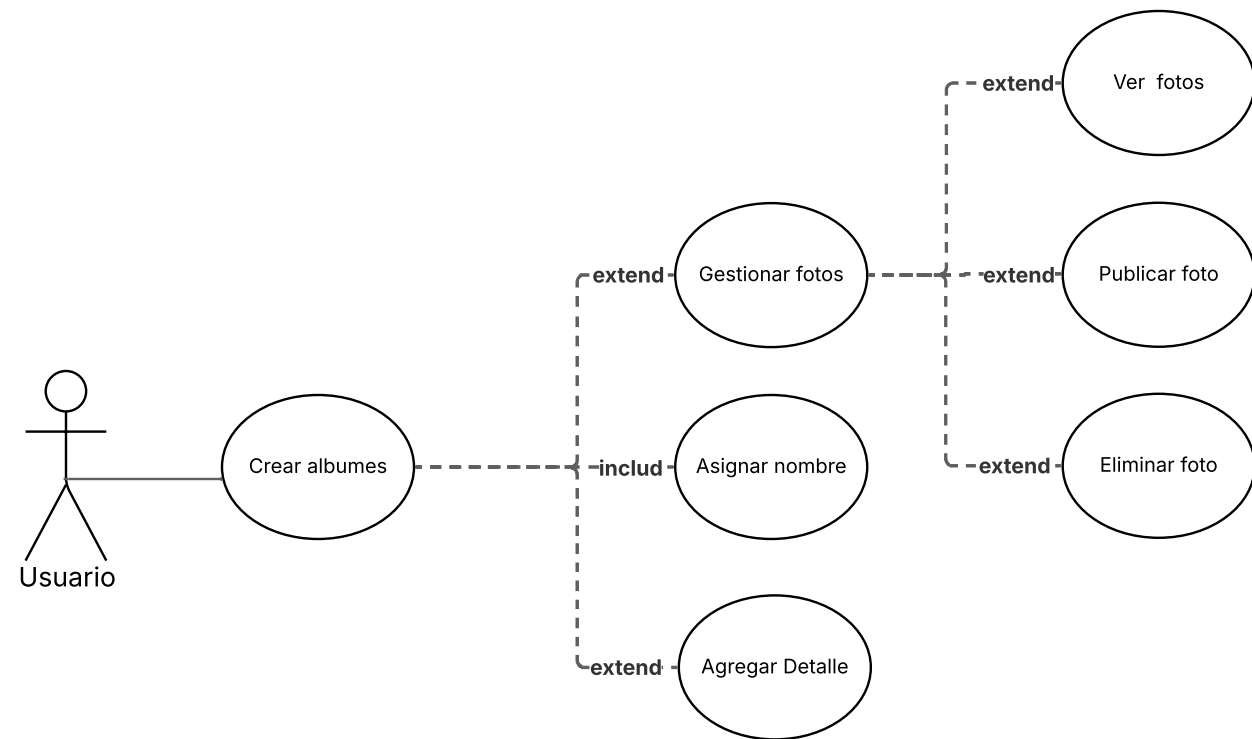 extend
Ver fotos
extend
Gestionar fotos
extend
Publicar foto
Crear albumes
includ
Asignar nombre
extend
Eliminar foto
Usuario
extend
Agregar Detalle